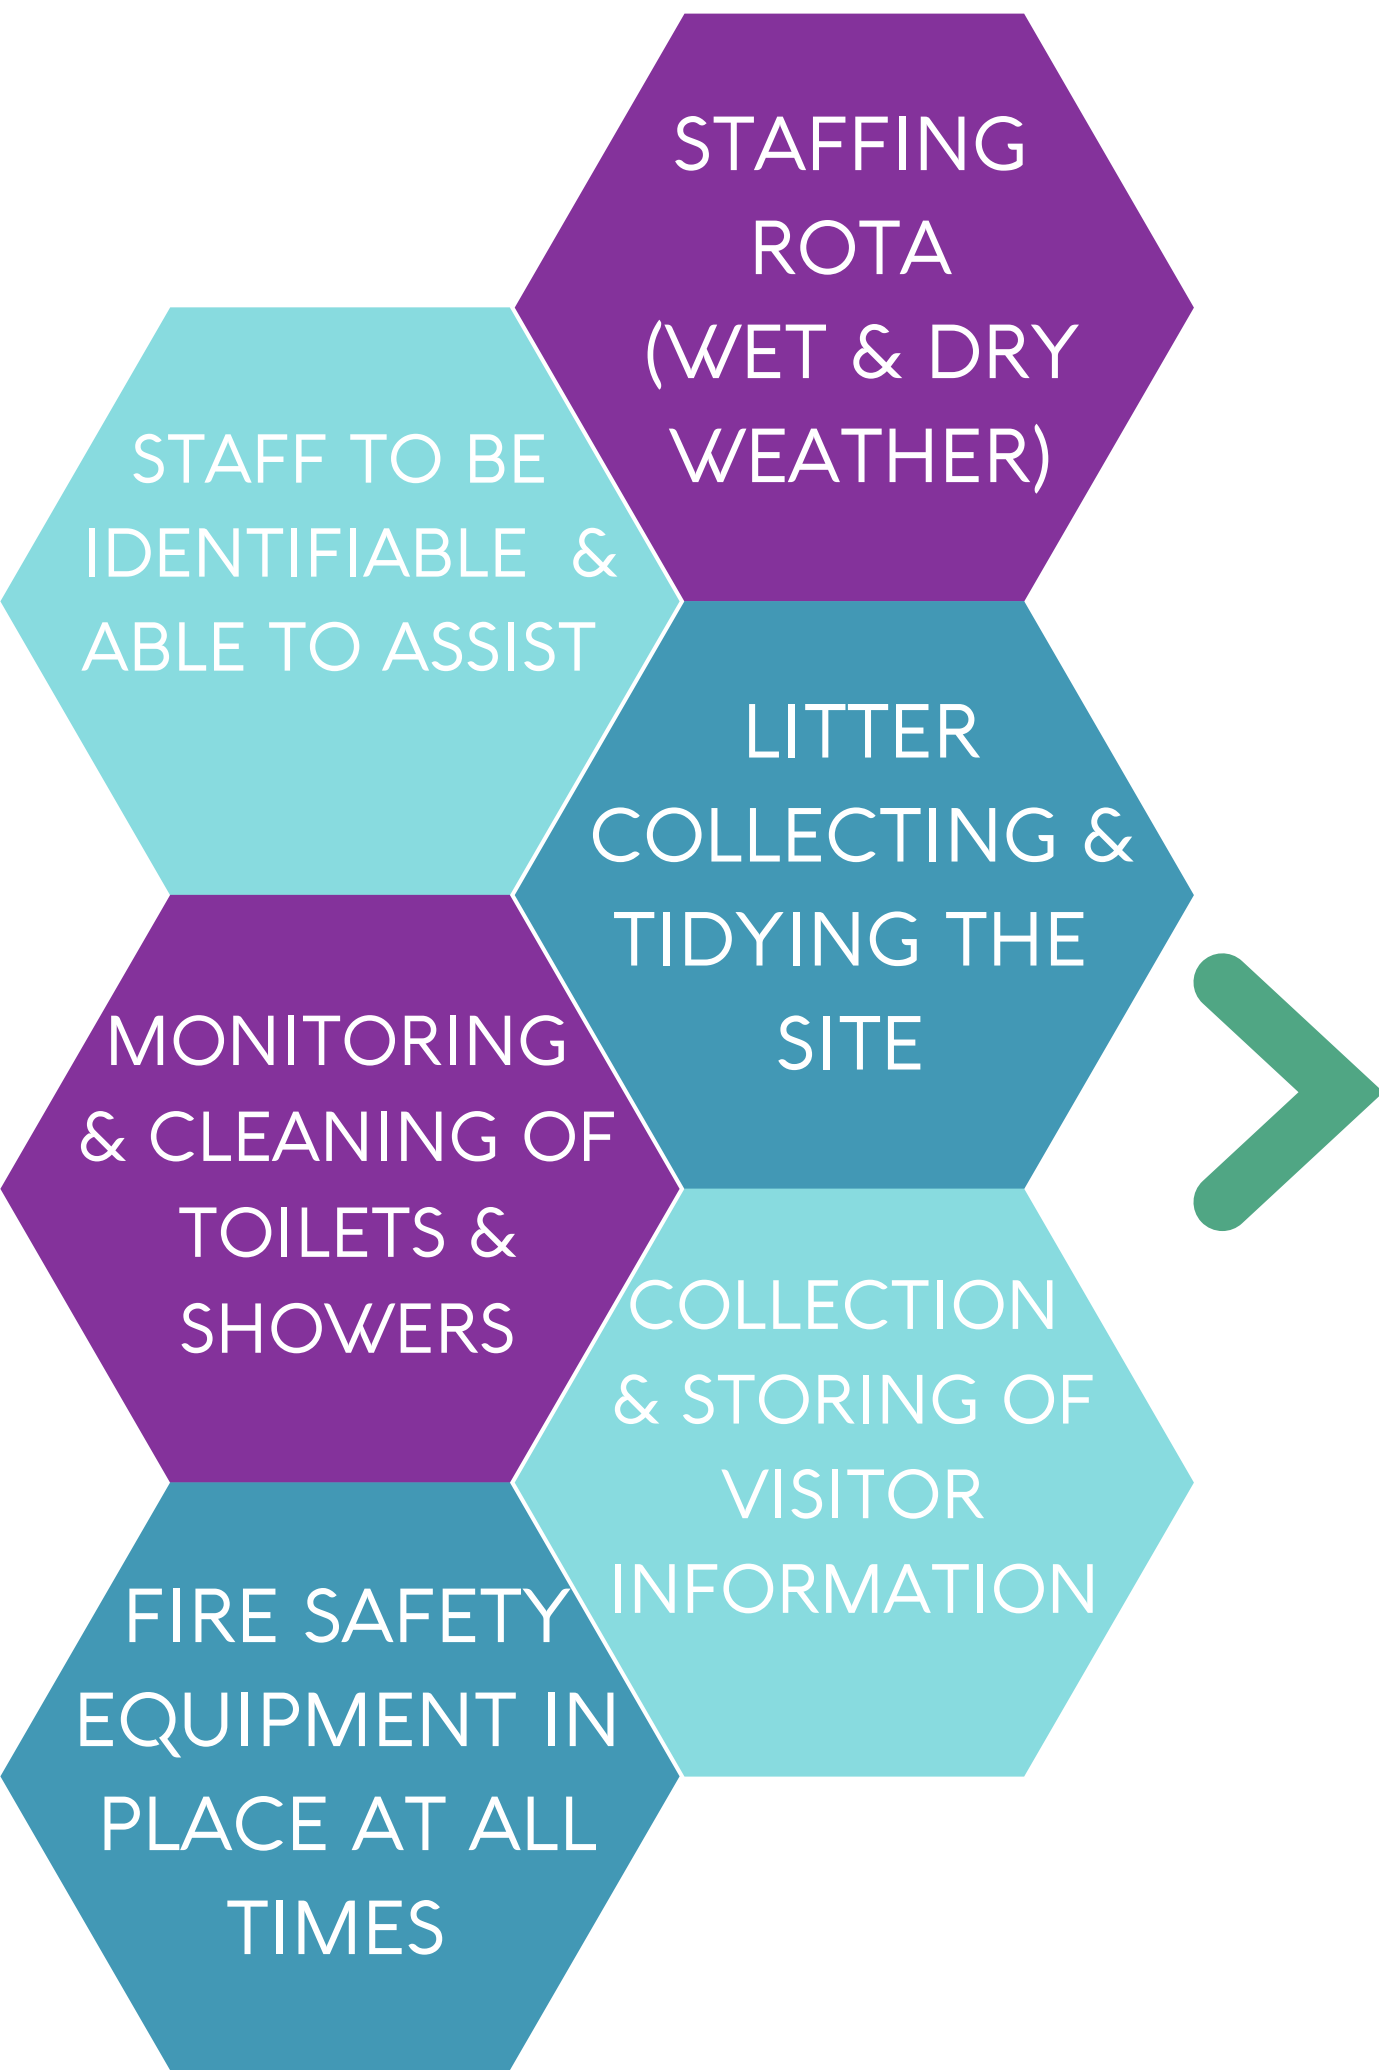 STAFFING
ROTA
(WET & DRY
WEATHER)
STAFF TO BE
IDENTIFIABLE &
ABLE TO ASSIST
LITTER
COLLECTING &
TIDYING THE
SITE
MONITORING
& CLEANING OF
TOILETS &
SHOWERS
COLLECTION
& STORING OF
VISITOR
INFORMATION
FIRE SAFETY
EQUIPMENT IN
PLACE AT ALL
TIMES